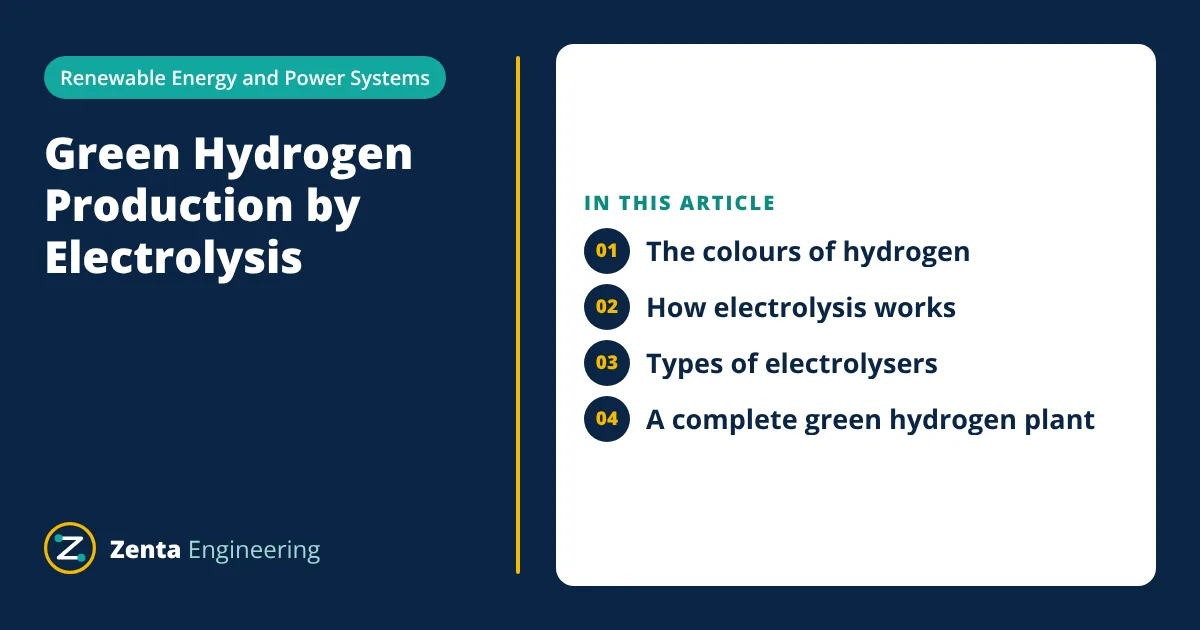 Renewable Energy and Power Systems
Green Hydrogen
Production by
Electrolysis
Zenta Engineering
IN THIS ARTICLE
01 The colours of hydrogen
02 How electrolysis works
03 Types of electrolysers
04 A complete green hydrogen plant